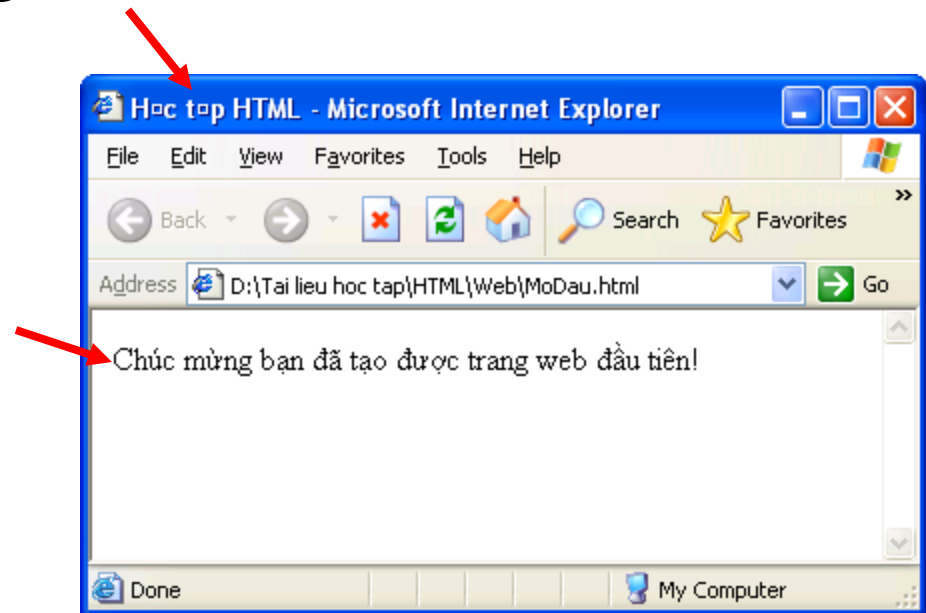 H¤c t¤p HTML - Microsoft Internet Explorer
File Edit View Favorites Tools Help
Back Search Favorites »
Address D:\Tai lieu hoc tap\HTML\Web\MoDau.html Go
Chúc mừng bạn đã tạo được trang web đầu tiên!
Done My Computer